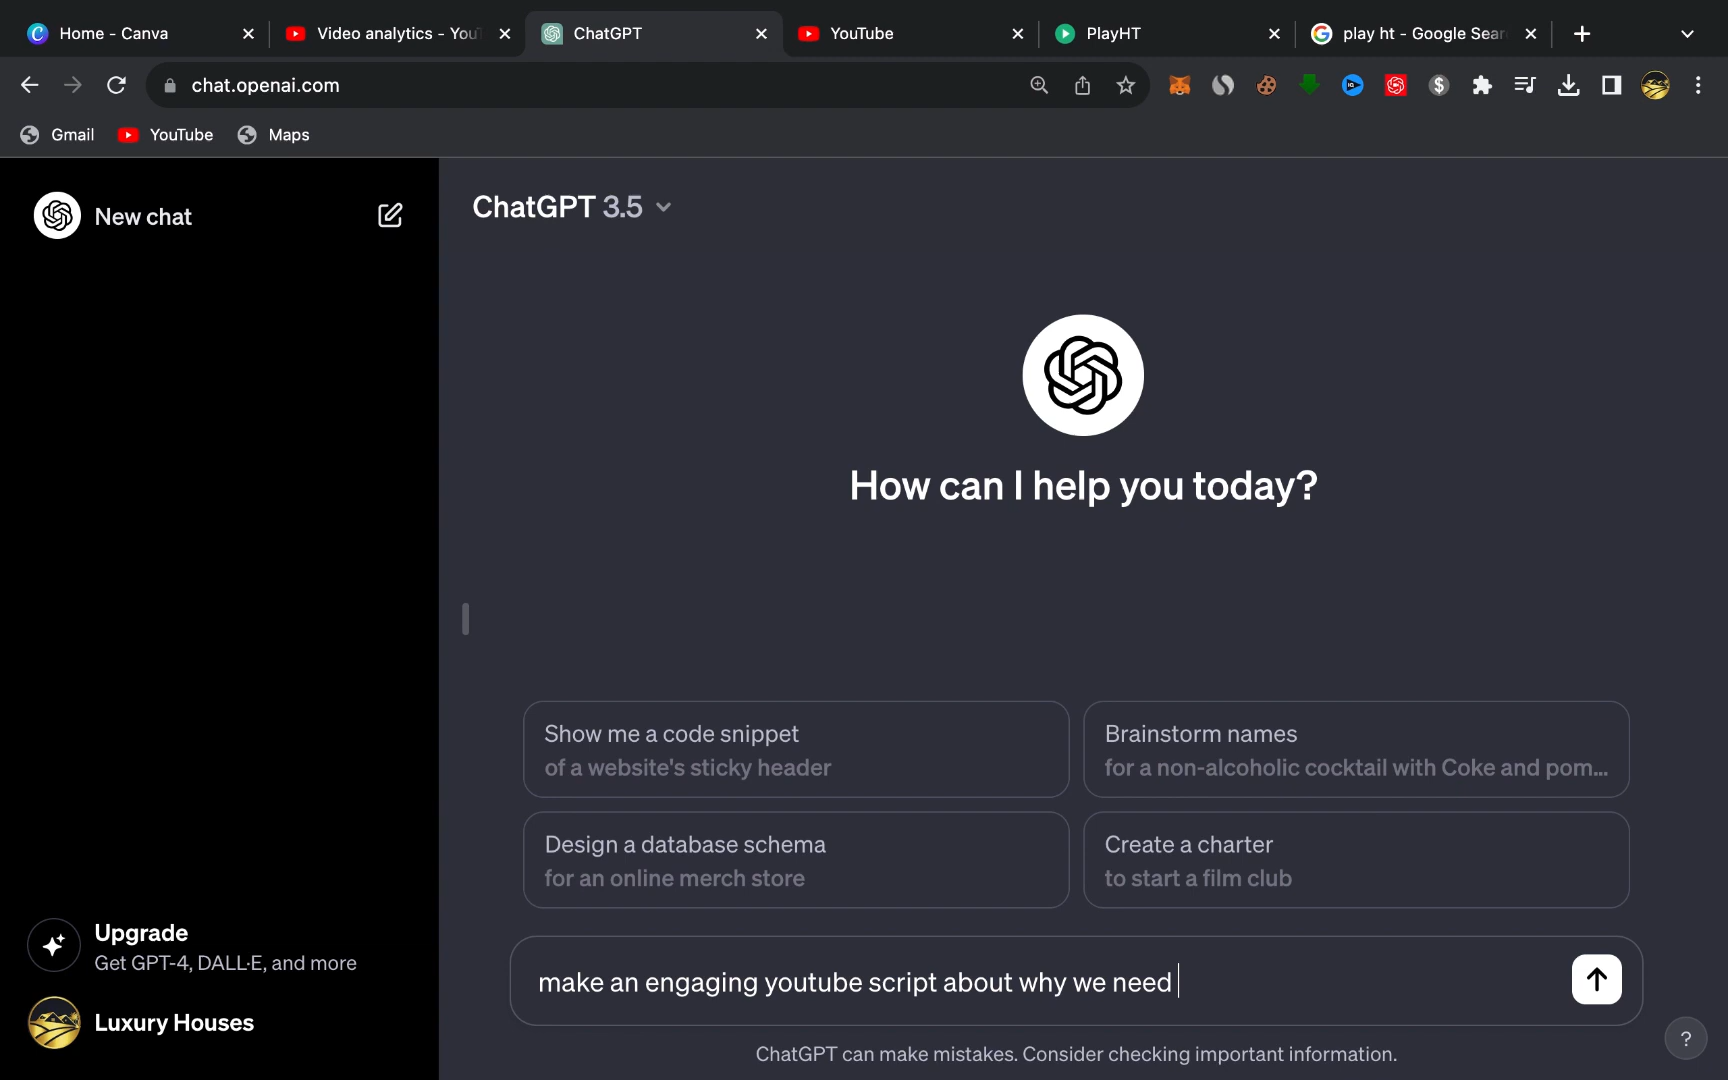 Home - Canva
Video analytics - You
ChatGPT
YouTube
PlayHT
play ht - Google Sear
chat.openai.com
Gmail
YouTube
Maps
New chat
ChatGPT 3.5
How can I help you today?
Show me a code snippet
of a website's sticky header
Brainstorm names
for a non-alcoholic cocktail with Coke and pom...
Design a database schema
for an online merch store
Create a charter
to start a film club
Upgrade
Get GPT-4, DALL·E, and more
make an engaging youtube script about why we need
Luxury Houses
ChatGPT can make mistakes. Consider checking important information.
?